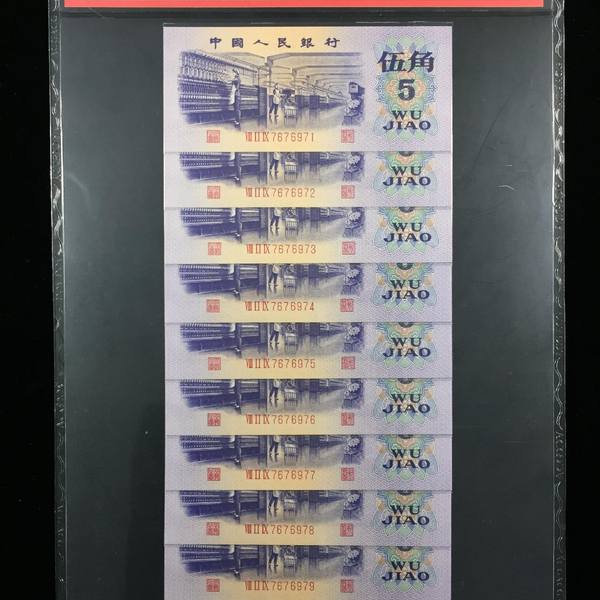 中國人民銀行
伍角
5
WU
JIAO
VIII II IX 7676971
WU
JIAO
VIII II IX 7676972
WU
JIAO
VIII II IX 7676973
WU
JIAO
VIII II IX 7676974
WU
JIAO
VIII II IX 7676975
WU
JIAO
VIII II IX 7676976
WU
JIAO
VIII II IX 7676977
WU
JIAO
VIII II IX 7676978
WU
JIAO
VIII II IX 7676979